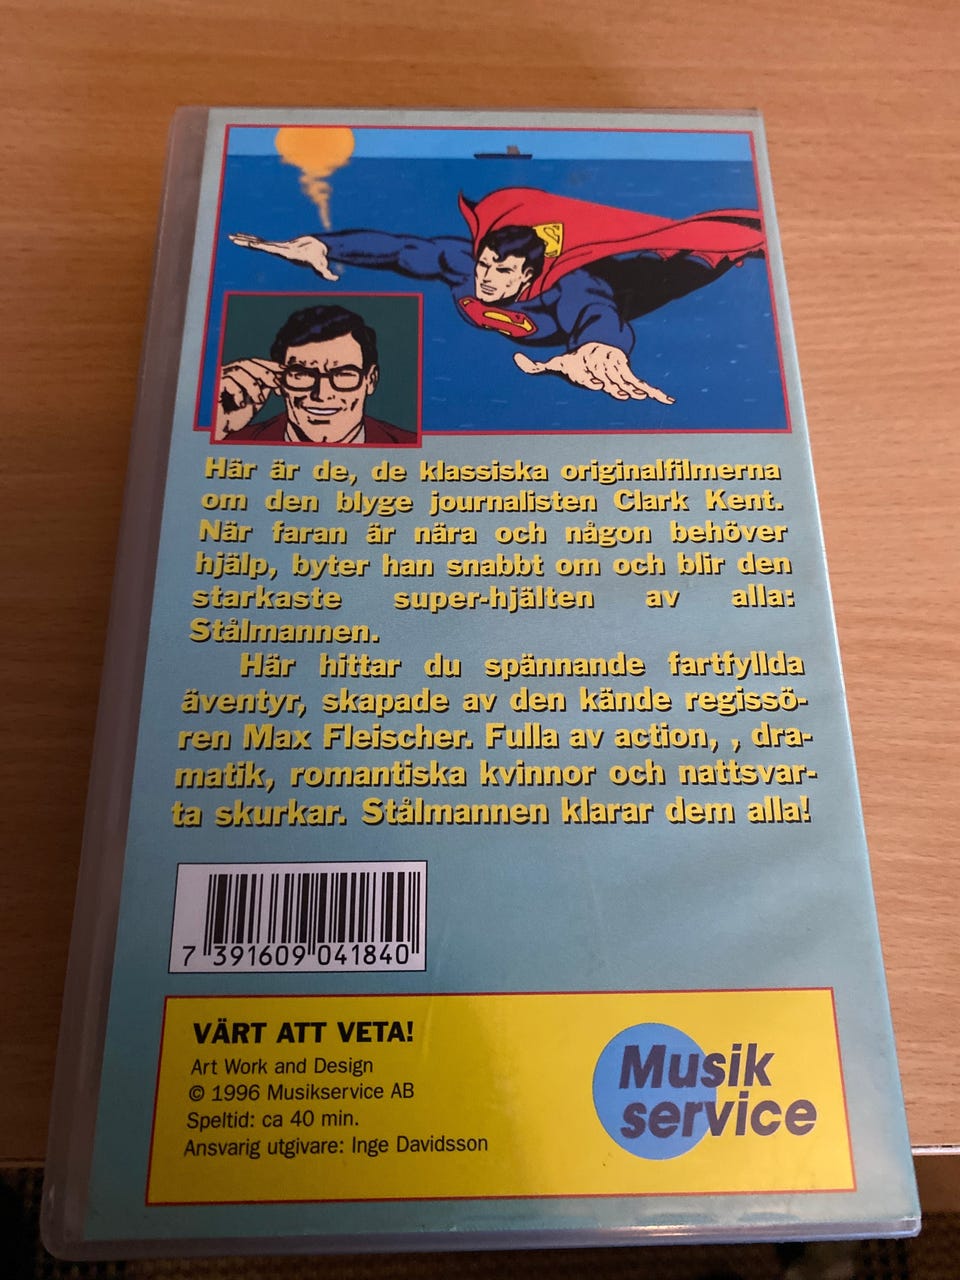 Här är de, de klassiska originalfilmerna
om den blyge journalisten Clark Kent.
När faran är nära och någon behöver
hjälp, byter han snabbt om och blir den
starkaste super-hjälten av alla:
Stålmannen.
Här hittar du spännande fartfyllda
äventyr, skapade av den kände regissö-
ren Max Fleischer. Fulla av action, , dra-
matik, romantiska kvinnor och nattsvar-
ta skurkar. Stålmannen klarar dem alla!
7 391609 041840
VÄRT ATT VETA!
Art Work and Design
© 1996 Musikservice AB
Speltid: ca 40 min.
Ansvarig utgivare: Inge Davidsson
Musik
service